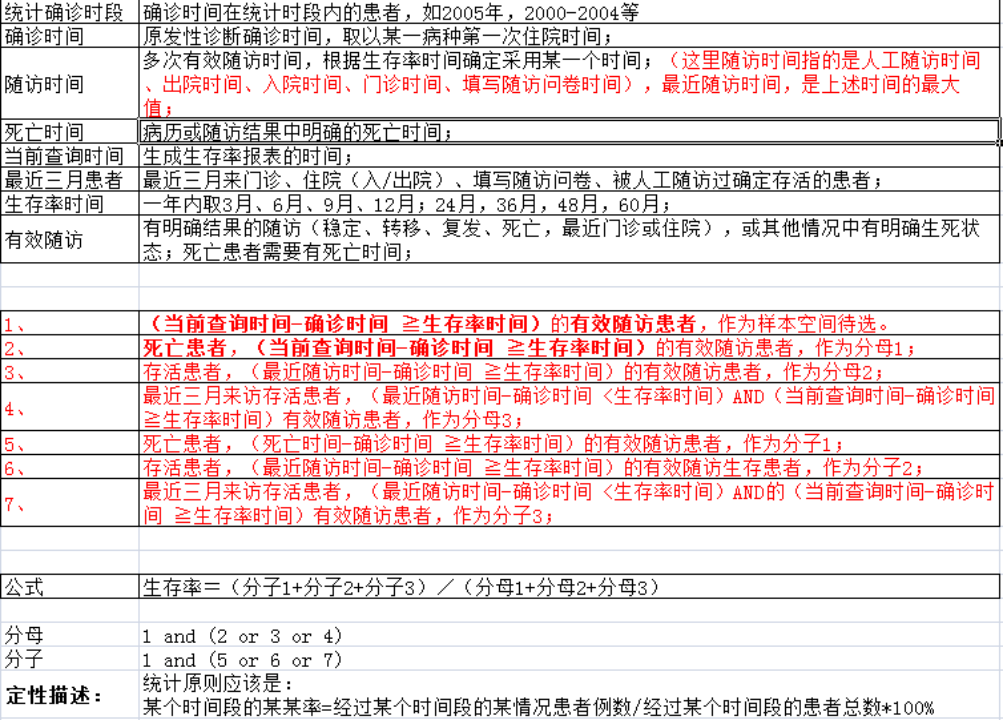 统计确诊时段 确诊时间在统计时段内的患者，如2005年，2000-2004等
确诊时间 原发性诊断确诊时间，取以某一病种第一次住院时间；
随访时间 多次有效随访时间，根据生存率时间确定采用某一个时间；（这里随访时间指的是人工随访时间
、出院时间、入院时间、门诊时间、填写随访问卷时间），最近随访时间，是上述时间的最大
值；
死亡时间 病历或随访结果中明确的死亡时间；
当前查询时间 生成生存率报表的时间；
最近三月患者 最近三月来门诊、住院（入/出院）、填写随访问卷、被人工随访过确定存活的患者；
生存率时间 一年内取3月、6月、9月、12月；24月，36月，48月，60月；
有效随访 有明确结果的随访（稳定、转移、复发、死亡，最近门诊或住院），或其他情况中有明确生死状
态；死亡患者需要有死亡时间；
1、 （当前查询时间-确诊时间 ≧生存率时间）的有效随访患者，作为样本空间待选。
2、 死亡患者，（当前查询时间-确诊时间 ≧生存率时间）的有效随访患者，作为分母1；
3、 存活患者，（最近随访时间-确诊时间 ≧生存率时间）的有效随访患者，作为分母2；
4、 最近三月来访存活患者，（最近随访时间-确诊时间 <生存率时间）AND（当前查询时间-确诊时间
≧生存率时间）有效随访患者，作为分母3；
5、 死亡患者，（死亡时间-确诊时间 ≧生存率时间）的有效随访患者，作为分子1；
6、 存活患者，（最近随访时间-确诊时间 ≧生存率时间）的有效随访生存患者，作为分子2；
7、 最近三月来访存活患者，（最近随访时间-确诊时间 <生存率时间）AND的（当前查询时间-确诊时
间 ≧生存率时间）有效随访患者，作为分子3；
公式 生存率＝（分子1+分子2+分子3）／（分母1+分母2+分母3）
分母 1 and (2 or 3 or 4)
分子 1 and (5 or 6 or 7)
定性描述： 统计原则应该是：
某个时间段的某某率=经过某个时间段的某情况患者例数/经过某个时间段的患者总数*100%